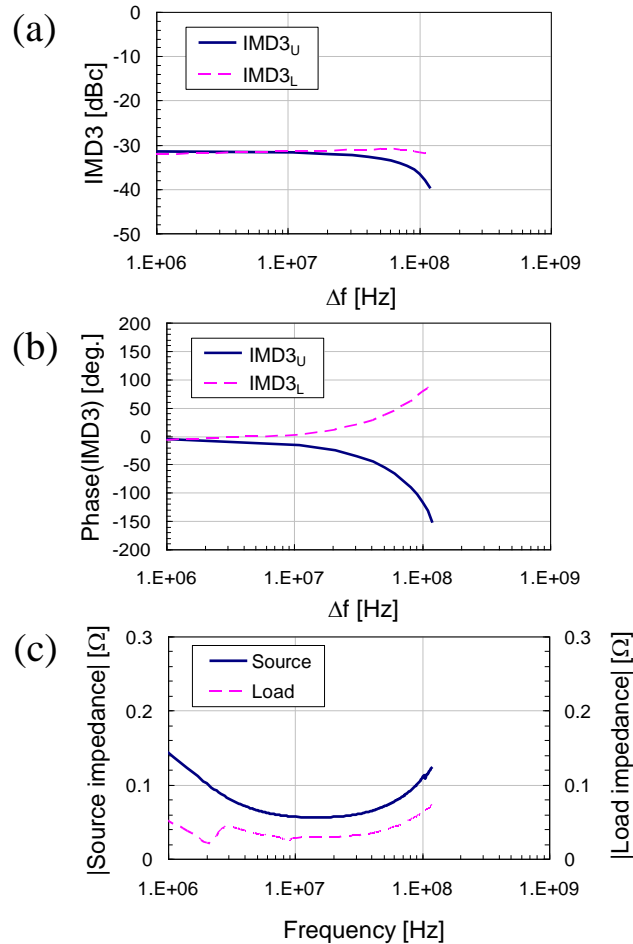 (a)
IMD3 [dBc]
0
-10
-20
-30
-40
-50
IMD3U
IMD3L
1.E+06 1.E+07 1.E+08 1.E+09
Δf [Hz]
(b)
Phase(IMD3) [deg.]
200
150
100
50
0
-50
-100
-150
-200
IMD3U
IMD3L
1.E+06 1.E+07 1.E+08 1.E+09
Δf [Hz]
(c)
|Source impedance| [Ω]
0.3
0.2
0.1
0
Source
Load
0.3
0.2
0.1
0
|Load impedance| [Ω]
1.E+06 1.E+07 1.E+08 1.E+09
Frequency [Hz]